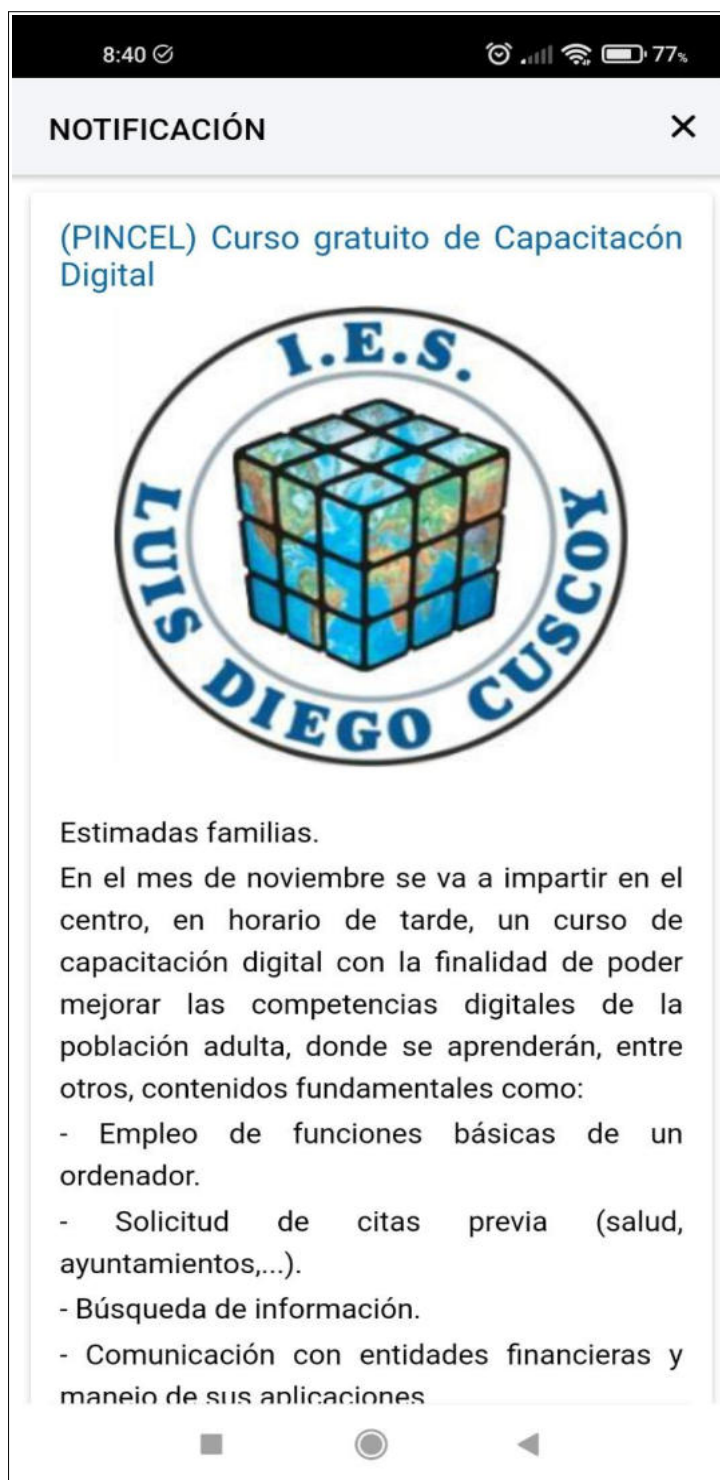 8:40
77%
NOTIFICACIÓN
(PINCEL) Curso gratuito de Capacitacón
Digital
I.E.S.
LUIS DIEGO CUSCOY
Estimadas familias.
En el mes de noviembre se va a impartir en el
centro, en horario de tarde, un curso de
capacitación digital con la finalidad de poder
mejorar las competencias digitales de la
población adulta, donde se aprenderán, entre
otros, contenidos fundamentales como:
- Empleo de funciones básicas de un
ordenador.
- Solicitud de citas previa (salud,
ayuntamientos,...).
- Búsqueda de información.
- Comunicación con entidades financieras y
manejo de sus aplicaciones